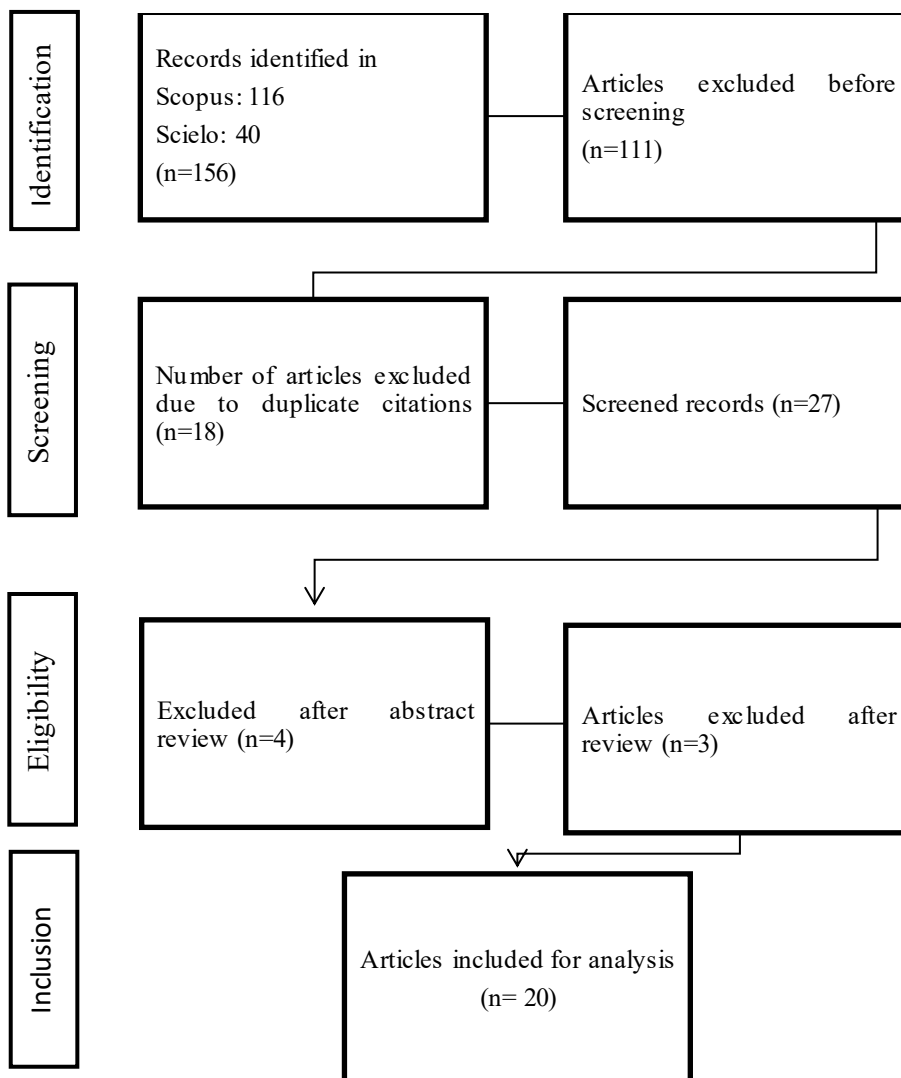 Identification
Records identified in
Scopus: 116
Scielo: 40
(n=156)
Articles excluded before
screening
(n=111)
Screening
Number of articles excluded
due to duplicate citations
(n=18)
Screened records (n=27)
Eligibility
Excluded after abstract
review (n=4)
Articles excluded after
review (n=3)
Inclusion
Articles included for analysis
(n= 20)